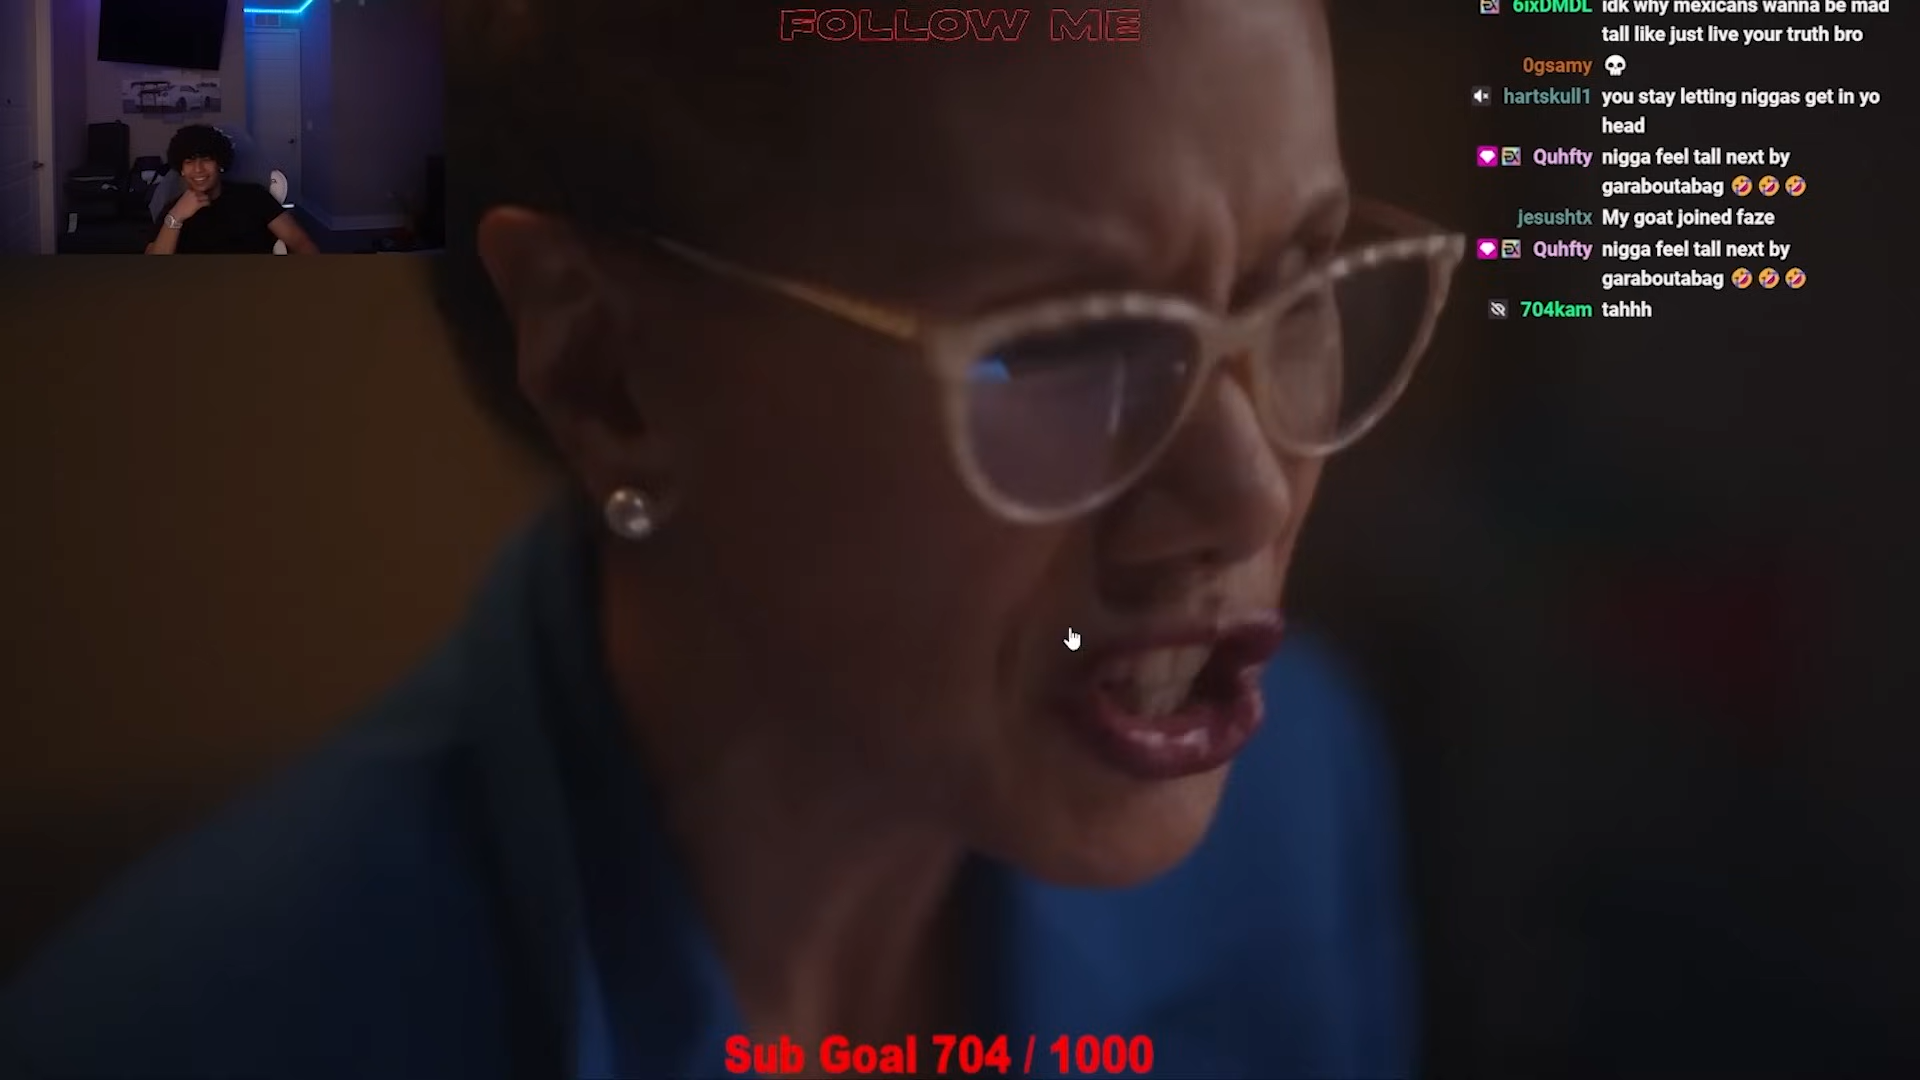 FOLLOW ME
6ixDMDL idk why mexicans wanna be mad
tall like just live your truth bro
0gsamy 💀
hartskull1 you stay letting niggas get in yo
head
Quhfty nigga feel tall next by
garaboutabag 🤣 🤣 🤣
jesushtx My goat joined faze
Quhfty nigga feel tall next by
garaboutabag 🤣 🤣 🤣
704kam tahhh
Sub Goal 704 / 1000